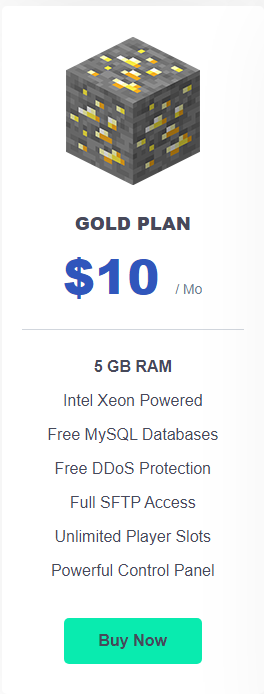 GOLD PLAN
$10 / Mo
5 GB RAM
Intel Xeon Powered
Free MySQL Databases
Free DDoS Protection
Full SFTP Access
Unlimited Player Slots
Powerful Control Panel
Buy Now